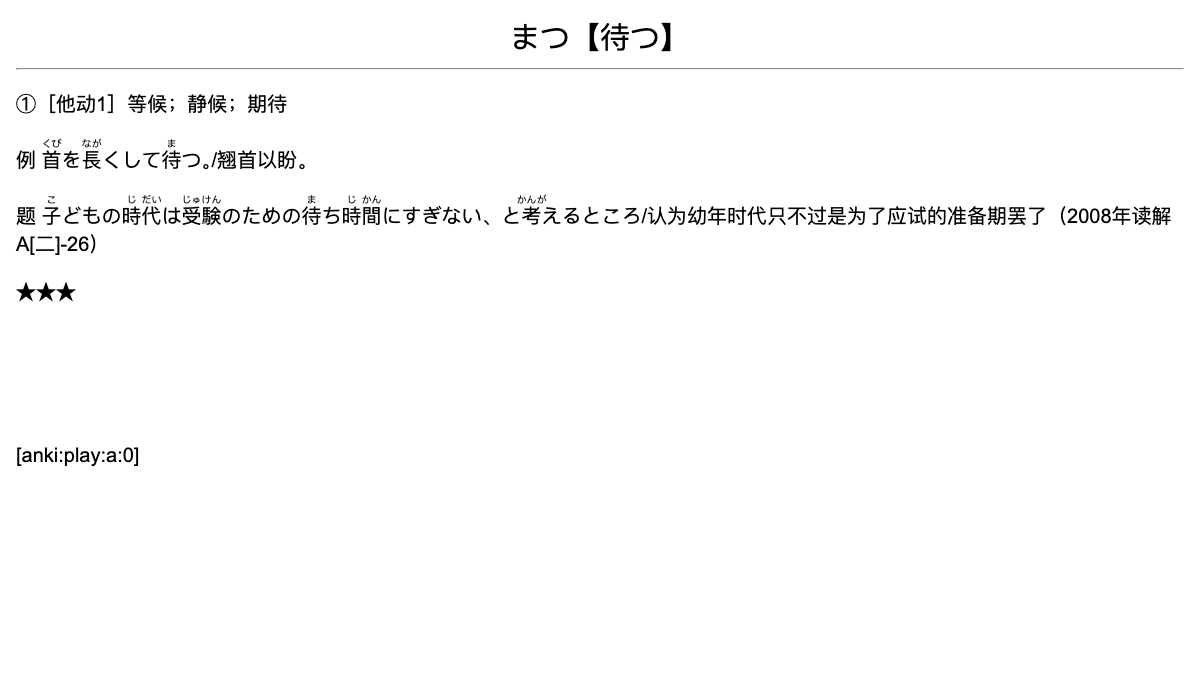 まつ【待つ】
①［他动1］等候；静候；期待
くび なが ま
例 首を長くして待つ。/翘首以盼。
こ じ だい じゅけん ま じ かん かんが
题 子どもの時代は受験のための待ち時間にすぎない、と考えるところ/认为幼年时代只不过是为了应试的准备期罢了（2008年读解
A[二]-26）
★★★
[anki:play:a:0]